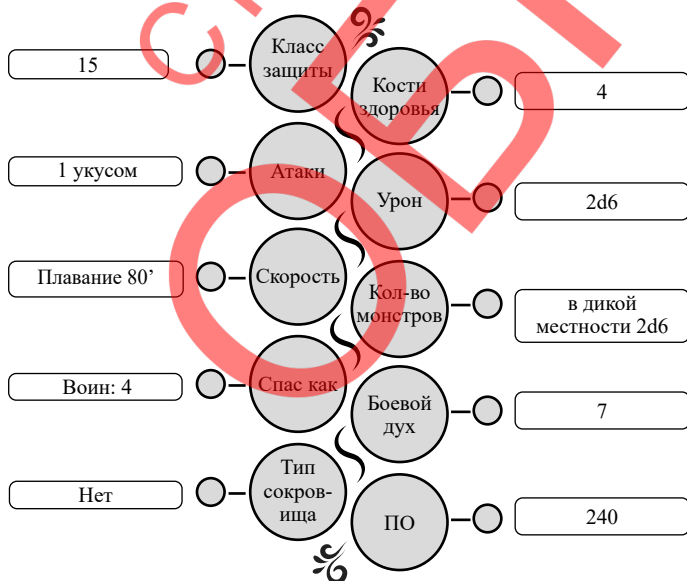 15
Класс
защиты
Кости
здоровья
4
1 укусом
Атаки
Урон
2d6
Плавание 80’
Скорость
Кол-во
монстров
в дикой
местности 2d6
Воин: 4
Спас как
Боевой
дух
7
Нет
Тип
сокров-
ища
ПО
240